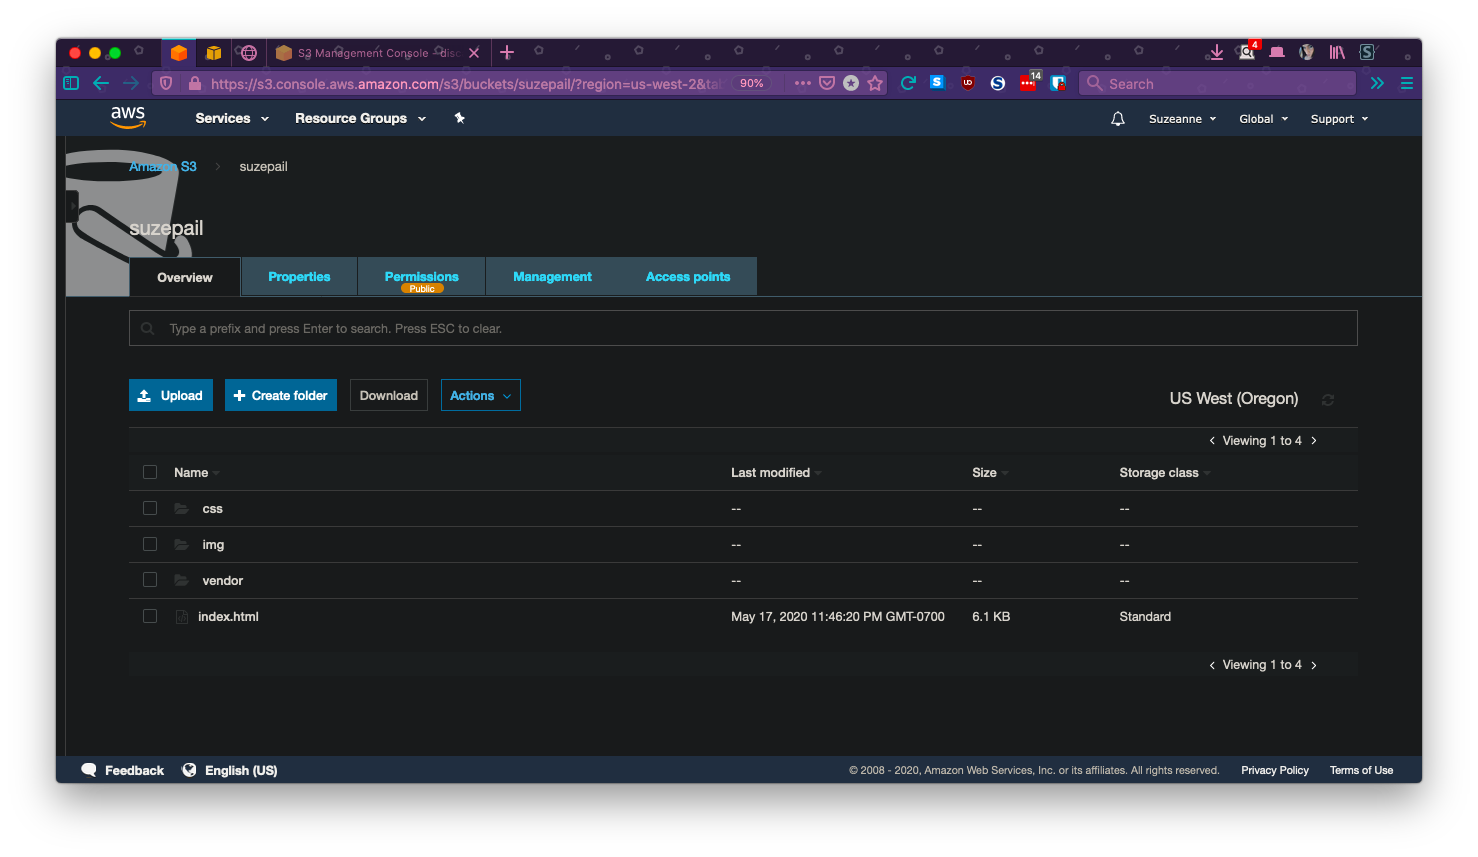 S3 Management Console – disc
4
https://s3.console.aws.amazon.com/s3/buckets/suzepail/?region=us-west-2&ta
90%
S
UD
S
14
Search
aws
Services
Resource Groups
Suzeanne
Global
Support
Amazon S3
suzepail
suzepail
Overview
Properties
Permissions
Public
Management
Access points
Type a prefix and press Enter to search. Press ESC to clear.
Upload
Create folder
Download
Actions
US West (Oregon)
Viewing 1 to 4
Name
Last modified
Size
Storage class
css
--
--
--
img
--
--
--
vendor
--
--
--
index.html
May 17, 2020 11:46:20 PM GMT-0700
6.1 KB
Standard
Viewing 1 to 4
Feedback
English (US)
© 2008 - 2020, Amazon Web Services, Inc. or its affiliates. All rights reserved.
Privacy Policy
Terms of Use